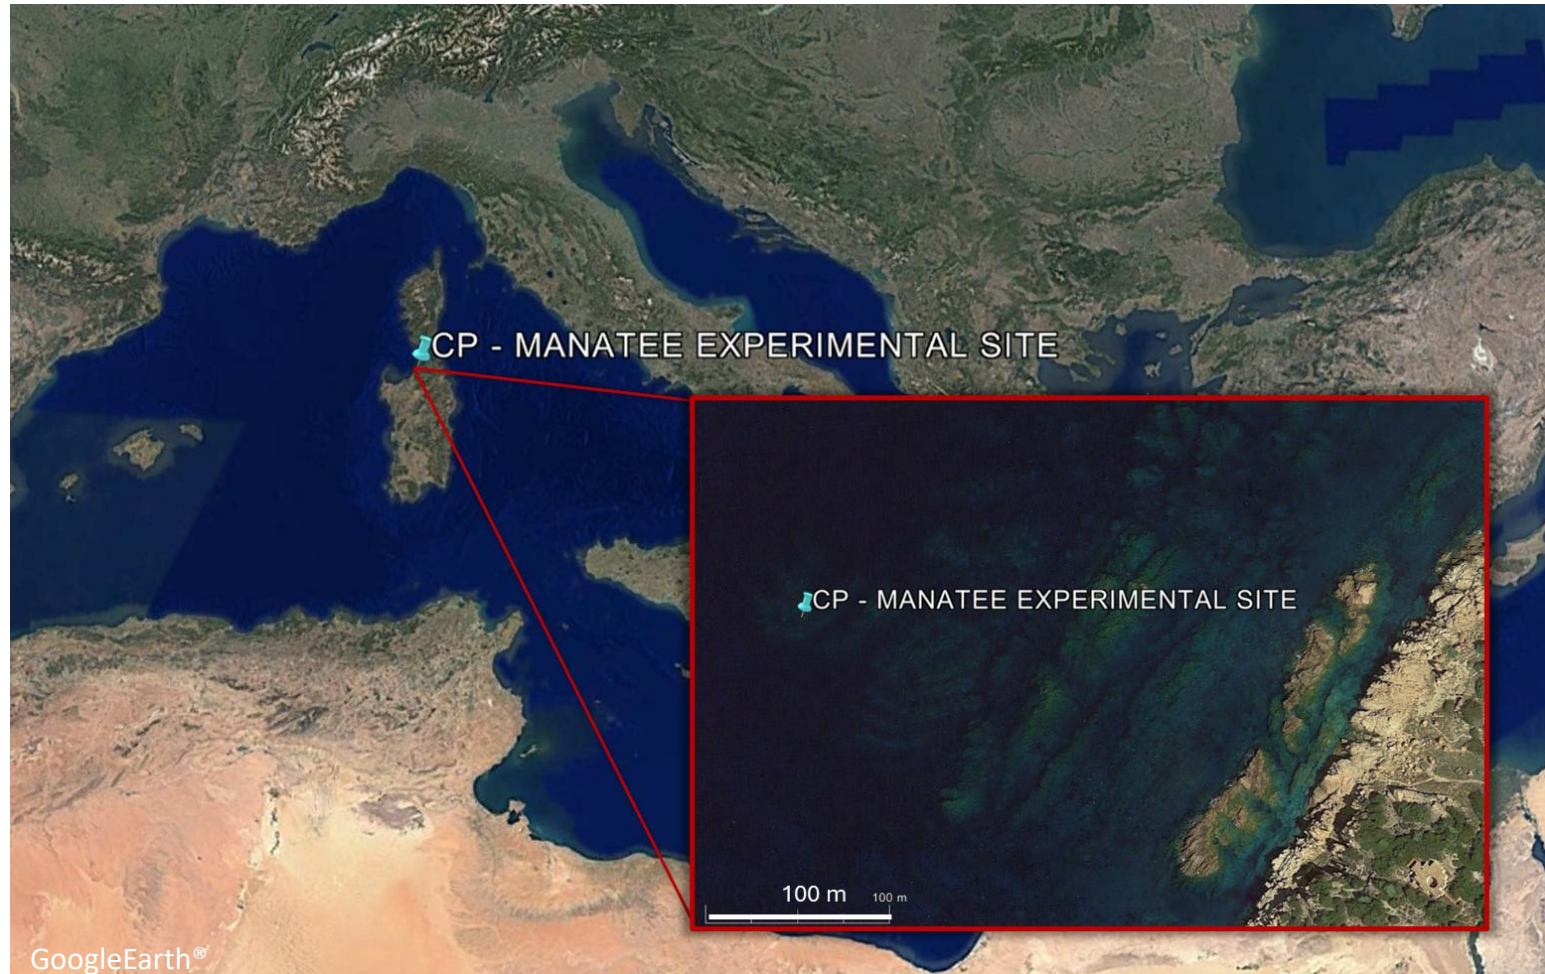 CP - MANATEE EXPERIMENTAL SITE
CP - MANATEE EXPERIMENTAL SITE
100 m 100 m
GoogleEarth®